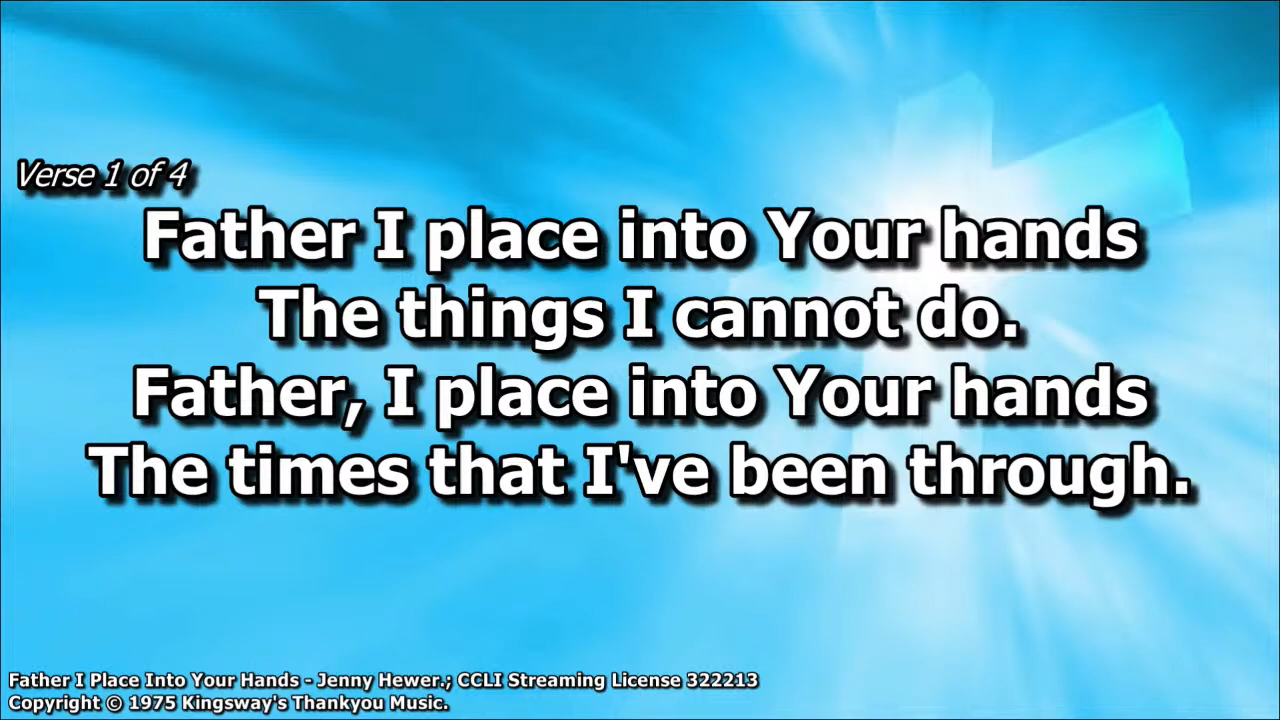 Verse 1 of 4
Father I place into Your hands
The things I cannot do.
Father, I place into Your hands
The times that I've been through.
Father I Place Into Your Hands - Jenny Hewer.; CCLI Streaming License 322213
Copyright © 1975 Kingsway's Thankyou Music.